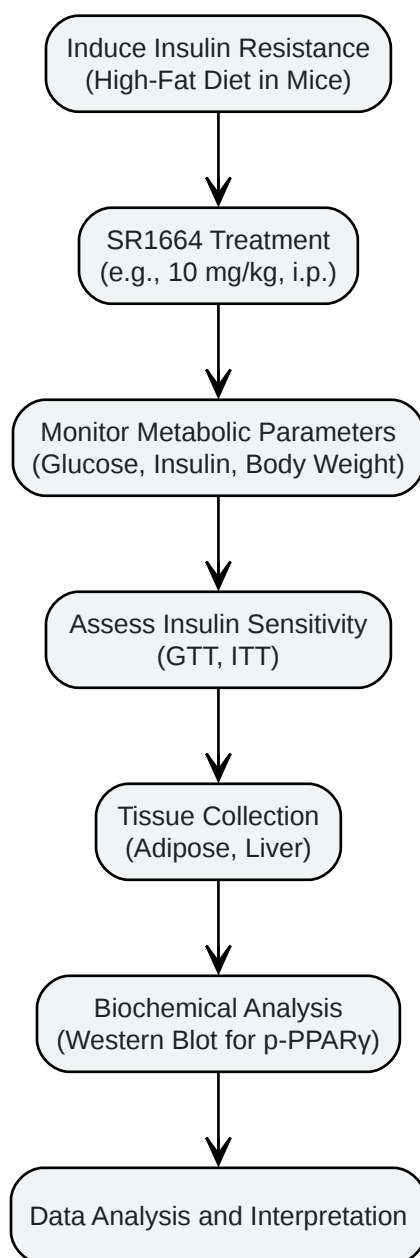 Induce Insulin Resistance
(High-Fat Diet in Mice)
SR1664 Treatment
(e.g., 10 mg/kg, i.p.)
Monitor Metabolic Parameters
(Glucose, Insulin, Body Weight)
Assess Insulin Sensitivity
(GTT, ITT)
Tissue Collection
(Adipose, Liver)
Biochemical Analysis
(Western Blot for p-PPARγ)
Data Analysis and Interpretation